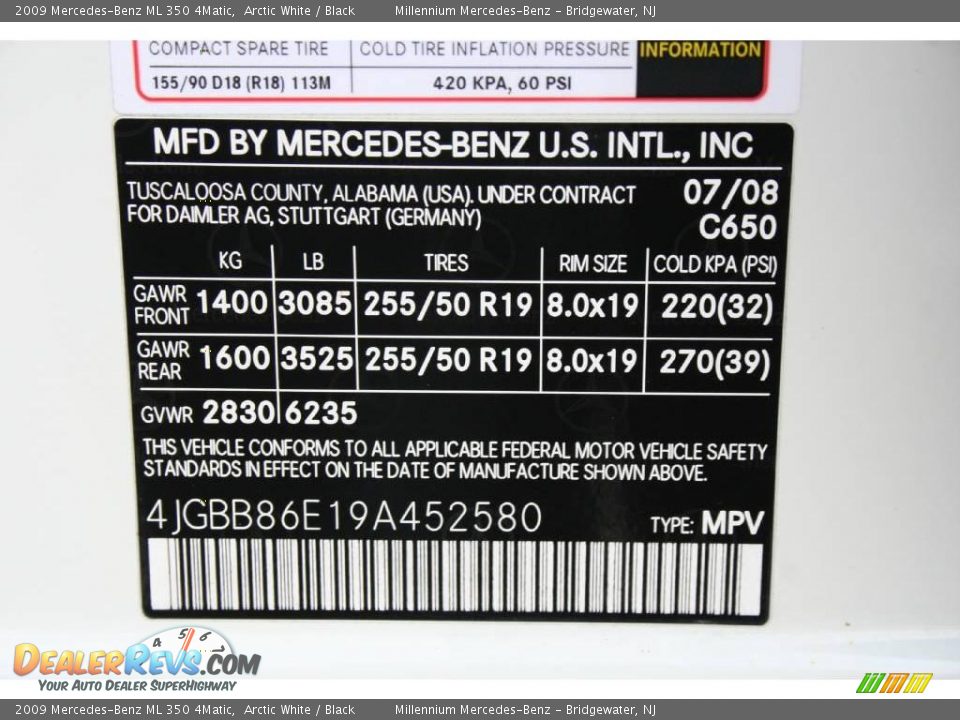 2009 Mercedes-Benz ML 350 4Matic, Arctic White / Black Millennium Mercedes-Benz - Bridgewater, NJ
COMPACT SPARE TIRE COLD TIRE INFLATION PRESSURE INFORMATION
155/90 D18 (R18) 113M 420 KPA, 60 PSI
MFD BY MERCEDES-BENZ U.S. INTL., INC
TUSCALOOSA COUNTY, ALABAMA (USA). UNDER CONTRACT 07/08
FOR DAIMLER AG, STUTTGART (GERMANY) C650
KG LB TIRES RIM SIZE COLD KPA (PSI)
GAWR FRONT 1400 3085 255/50 R19 8.0x19 220(32)
GAWR REAR 1600 3525 255/50 R19 8.0x19 270(39)
GVWR 2830 6235
THIS VEHICLE CONFORMS TO ALL APPLICABLE FEDERAL MOTOR VEHICLE SAFETY
STANDARDS IN EFFECT ON THE DATE OF MANUFACTURE SHOWN ABOVE.
4JGBB86E19A452580 TYPE: MPV
4 5 6
DEALERREVS.COM
YOUR AUTO DEALER SUPERHIGHWAY
2009 Mercedes-Benz ML 350 4Matic, Arctic White / Black Millennium Mercedes-Benz - Bridgewater, NJ